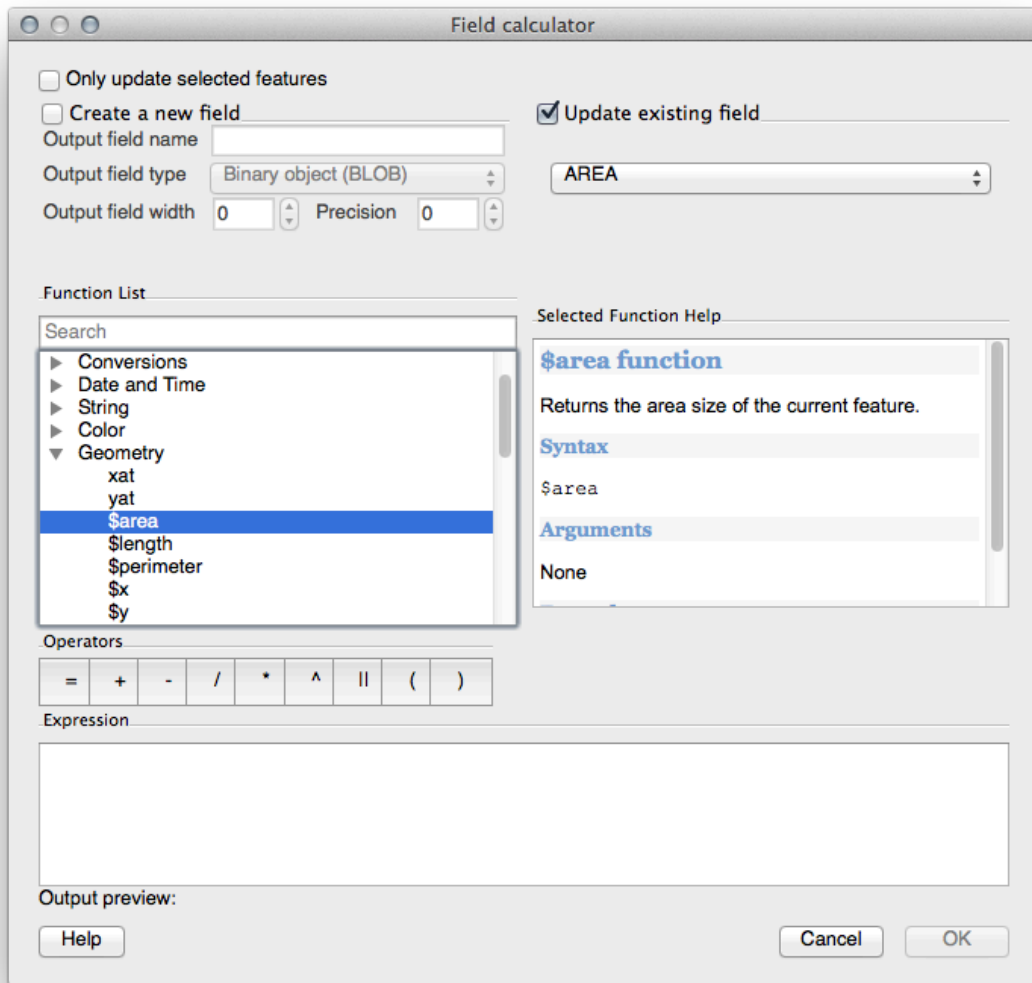 Field calculator
Only update selected features
Create a new field
Update existing field
Output field name
Output field type Binary object (BLOB)
AREA
Output field width 0 Precision 0
Function List
Search
Conversions
Date and Time
String
Color
Geometry
xat
yat
$area
$length
$perimeter
$x
$y
Selected Function Help
$area function
Returns the area size of the current feature.
Syntax
$area
Arguments
None
Operators
= + - / * ^ || ( )
Expression
Output preview:
Help Cancel OK